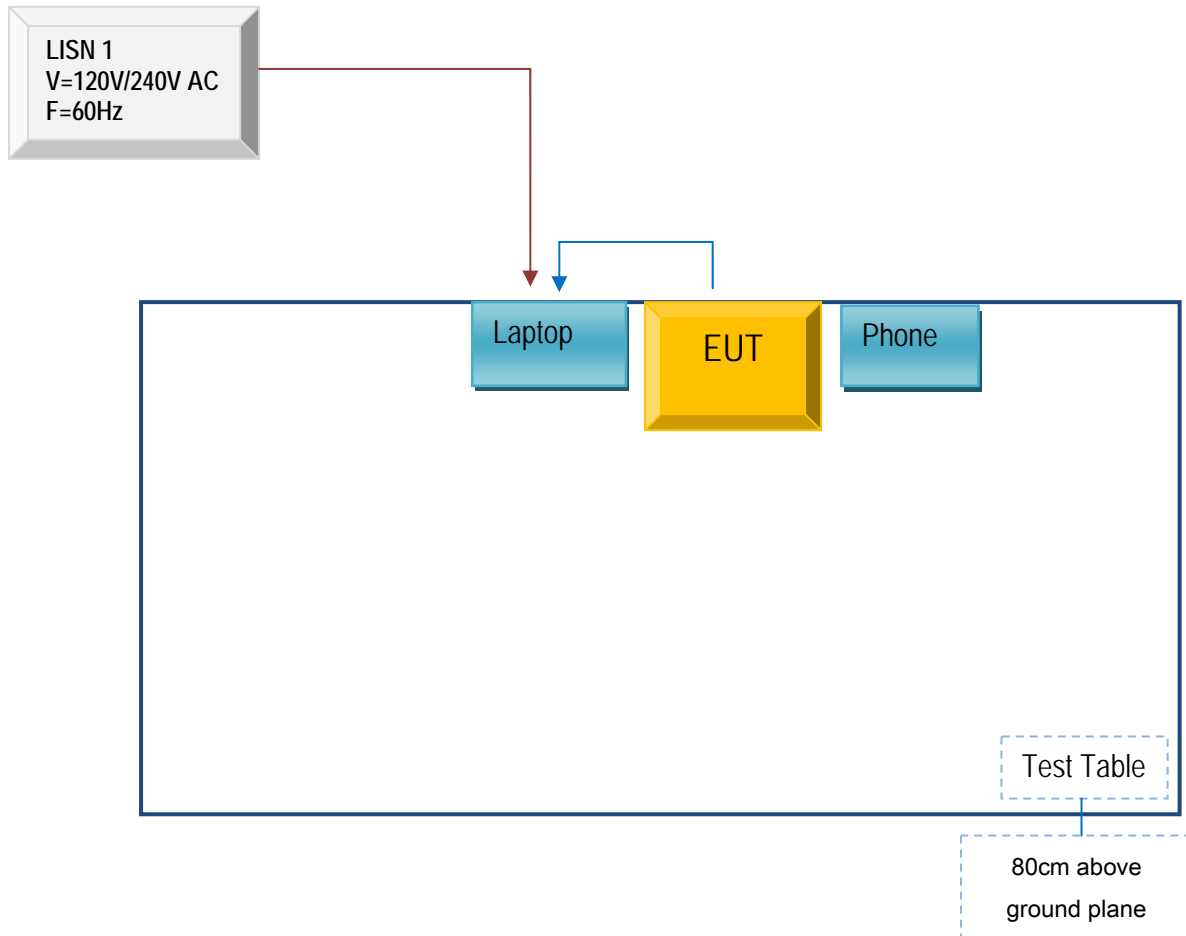 LISN 1
V=120V/240V AC
F=60Hz
Laptop
EUT
Phone
Test Table
80cm above
ground plane